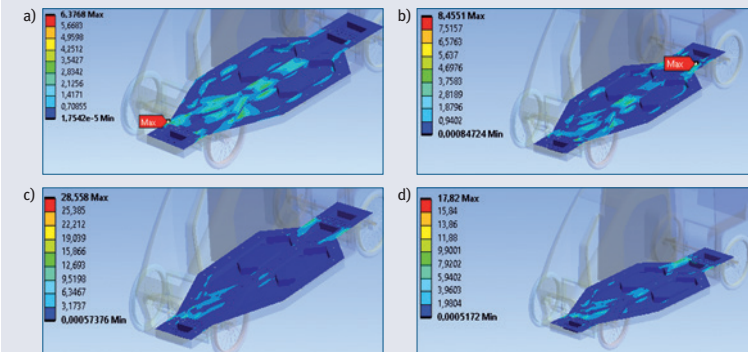 a)
6,3768 Max
5,6683
4,9598
4,2512
3,5427
2,8342
2,1256
1,4171
0,70855
1,7542e-5 Min
Max
b)
8,4551 Max
7,5157
6,5763
5,637
4,6976
3,7583
2,8189
1,8796
0,9402
0,00084724 Min
Max
c)
28,558 Max
25,385
22,212
19,039
15,866
12,693
9,5198
6,3467
3,1737
0,00057376 Min
d)
17,82 Max
15,84
13,86
11,88
9,9001
7,9202
5,9402
3,9603
1,9804
0,0005172 Min